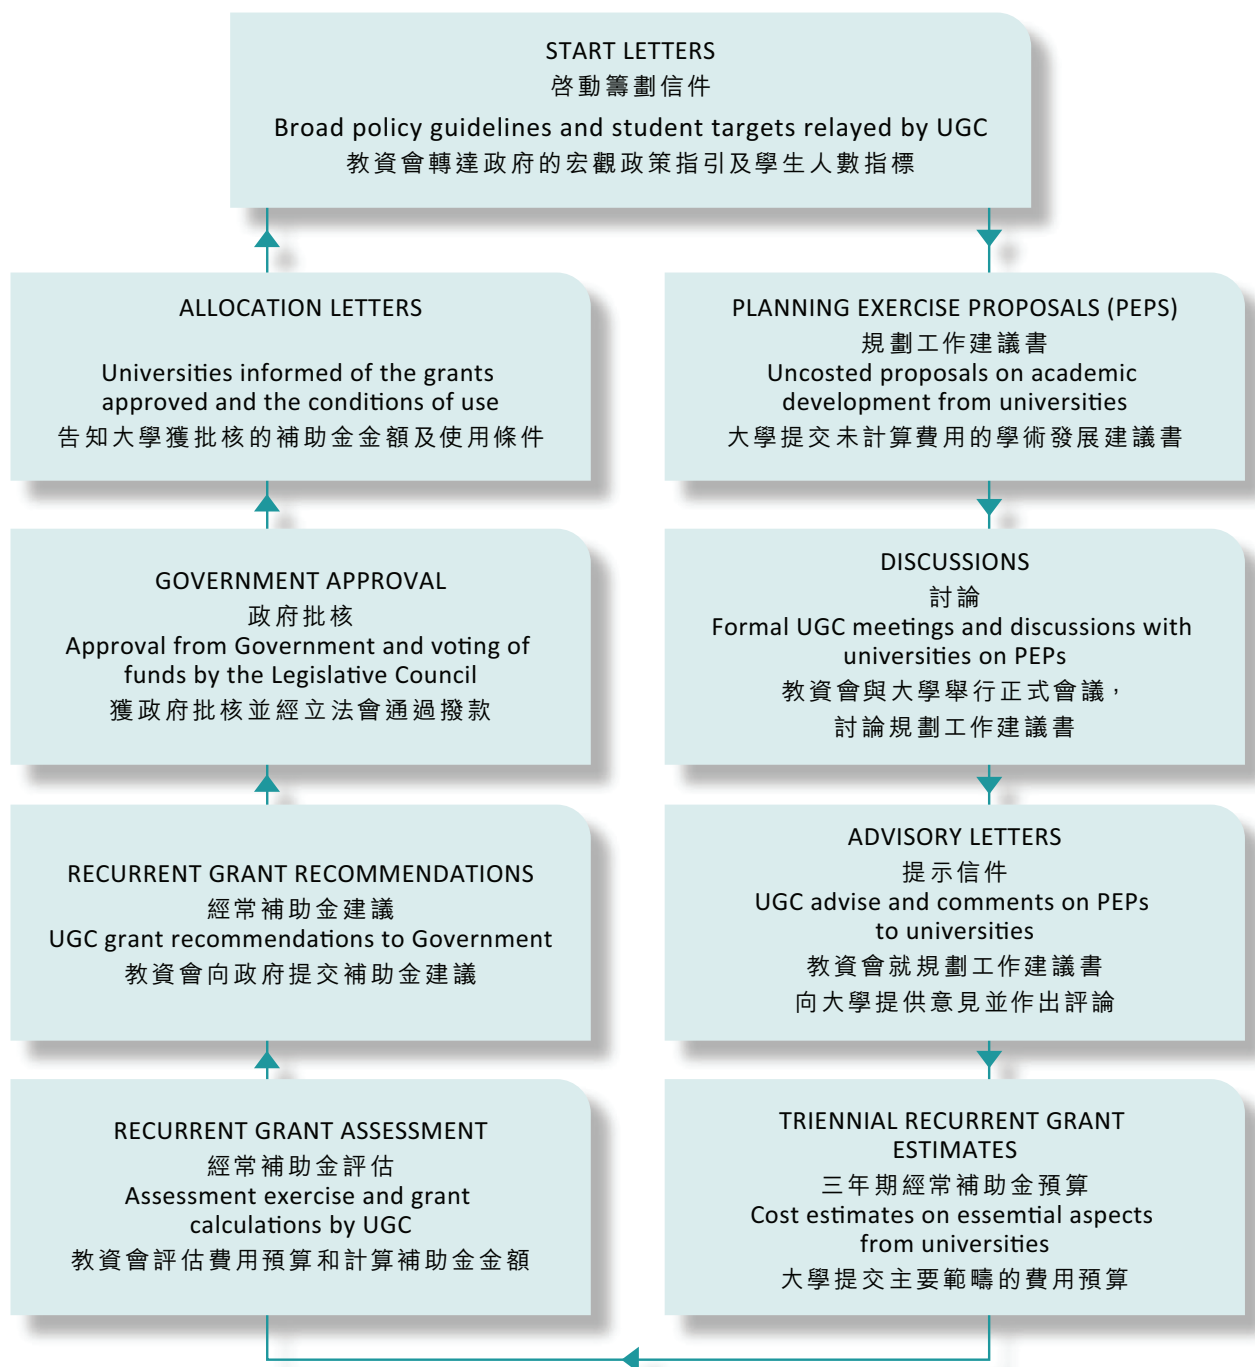 START LETTERS
啓動籌劃信件
Broad policy guidelines and student targets relayed by UGC
教資會轉達政府的宏觀政策指引及學生人數指標
PLANNING EXERCISE PROPOSALS (PEPS)
規劃工作建議書
Uncosted proposals on academic
development from universities
大學提交未計算費用的學術發展建議書
DISCUSSIONS
討論
Formal UGC meetings and discussions with
universities on PEPs
教資會與大學舉行正式會議，
討論規劃工作建議書
ADVISORY LETTERS
提示信件
UGC advise and comments on PEPs
to universities
教資會就規劃工作建議書
向大學提供意見並作出評論
TRIENNIAL RECURRENT GRANT
ESTIMATES
三年期經常補助金預算
Cost estimates on essemtial aspects
from universities
大學提交主要範疇的費用預算
RECURRENT GRANT ASSESSMENT
經常補助金評估
Assessment exercise and grant
calculations by UGC
教資會評估費用預算和計算補助金金額
RECURRENT GRANT RECOMMENDATIONS
經常補助金建議
UGC grant recommendations to Government
教資會向政府提交補助金建議
GOVERNMENT APPROVAL
政府批核
Approval from Government and voting of
funds by the Legislative Council
獲政府批核並經立法會通過撥款
ALLOCATION LETTERS
Universities informed of the grants
approved and the conditions of use
告知大學獲批核的補助金金額及使用條件